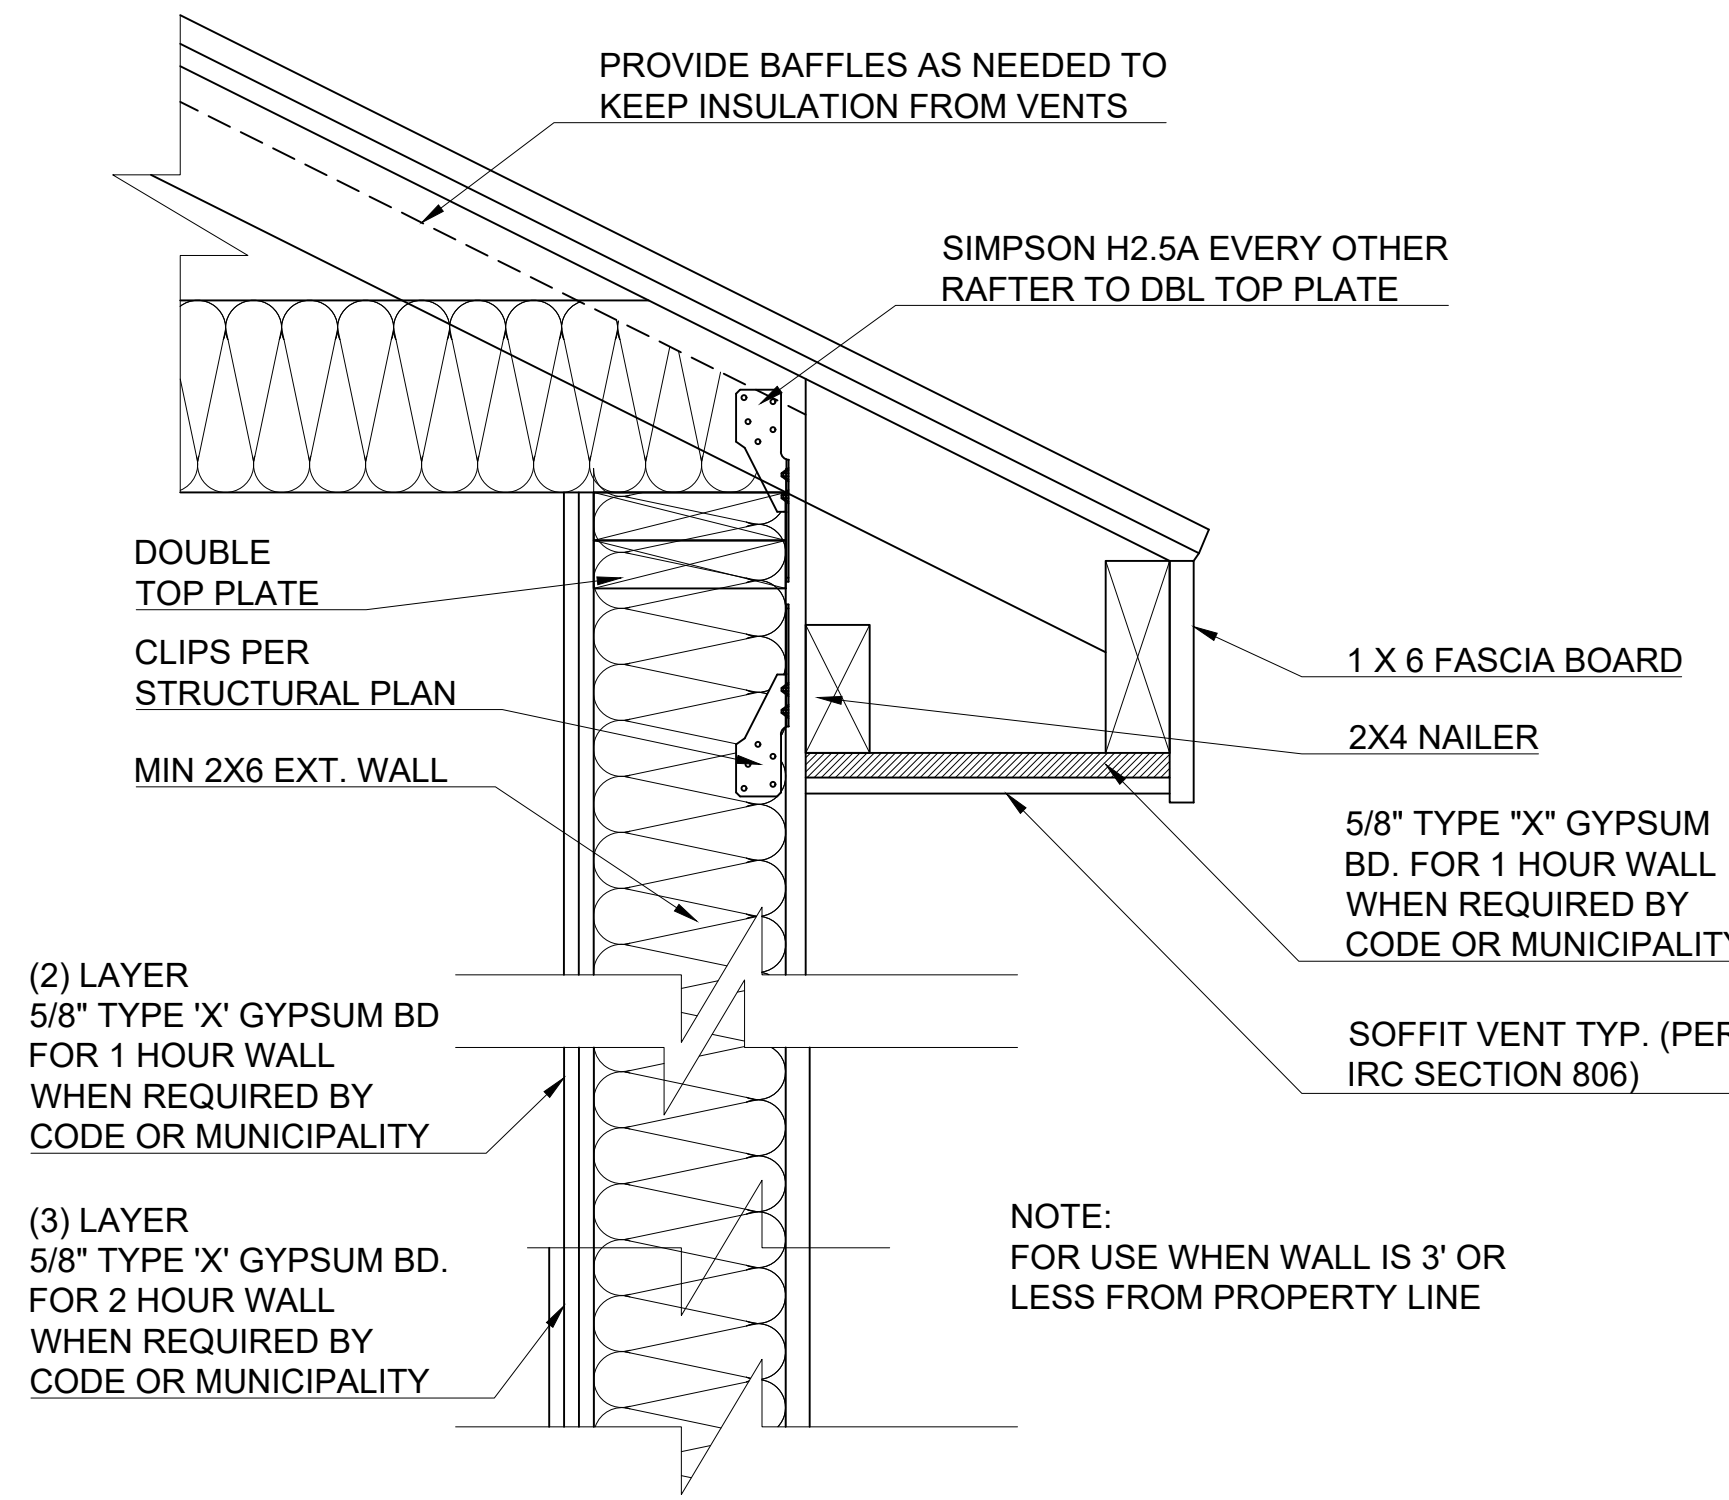 PROVIDE BAFFLES AS NEEDED TO
KEEP INSULATION FROM VENTS
SIMPSON H2.5A EVERY OTHER
RAFTER TO DBL TOP PLATE
DOUBLE
TOP PLATE
CLIPS PER
STRUCTURAL PLAN
MIN 2X6 EXT. WALL
1 X 6 FASCIA BOARD
2X4 NAILER
5/8" TYPE "X" GYPSUM
BD. FOR 1 HOUR WALL
WHEN REQUIRED BY
CODE OR MUNICIPALITY
(2) LAYER
5/8" TYPE 'X' GYPSUM BD
FOR 1 HOUR WALL
WHEN REQUIRED BY
CODE OR MUNICIPALITY
SOFFIT VENT TYP. (PER
IRC SECTION 806)
(3) LAYER
5/8" TYPE 'X' GYPSUM BD.
FOR 2 HOUR WALL
WHEN REQUIRED BY
CODE OR MUNICIPALITY
NOTE:
FOR USE WHEN WALL IS 3' OR
LESS FROM PROPERTY LINE